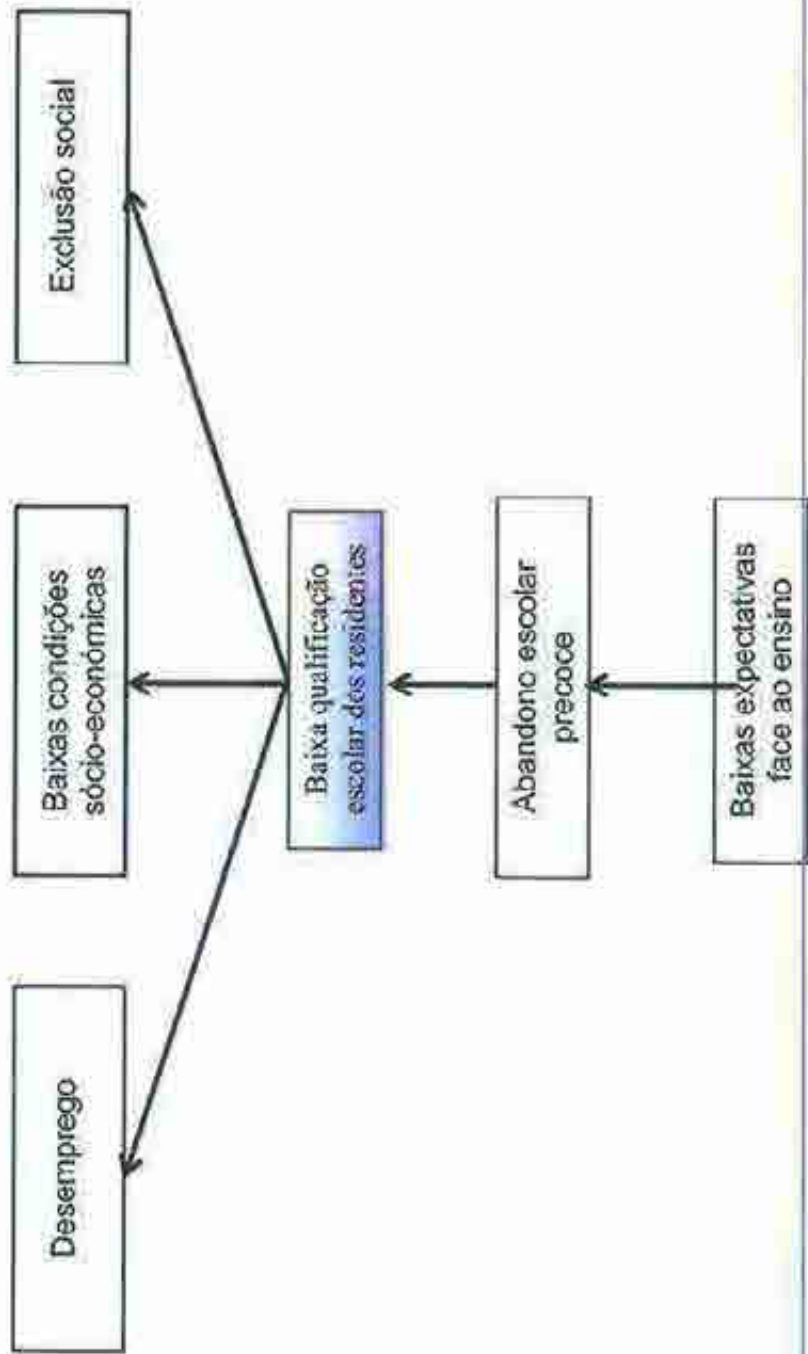 Desemprego
Baixas condições
sócio-económicas
Exclusão social
Baixa qualificação
escolar dos residentes
Abandono escolar
precoce
Baixas expectativas
face ao ensino